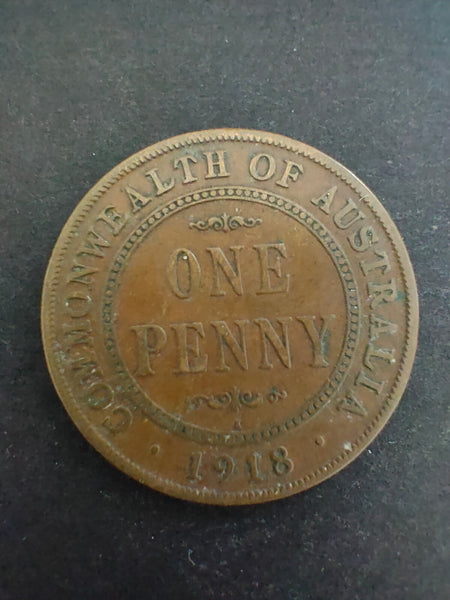 COMMONWEALTH OF AUSTRALIA
ONE
PENNY
· 1918 ·